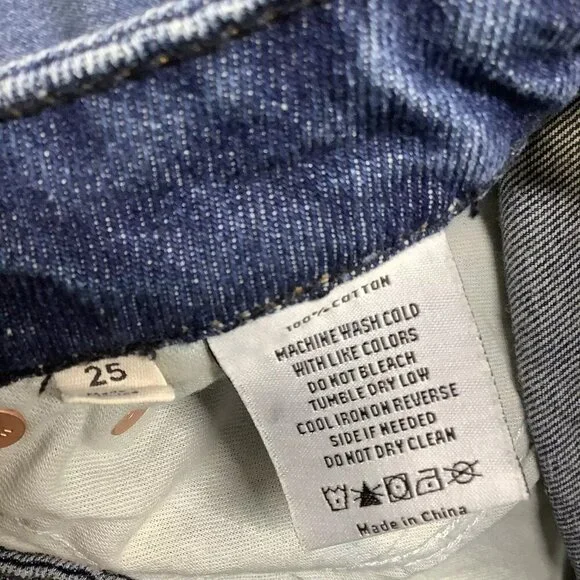 100% COTTON
MACHINE WASH COLD
WITH LIKE COLORS
DO NOT BLEACH
TUMBLE DRY LOW
COOL IRON ON REVERSE
SIDE IF NEEDED
DO NOT DRY CLEAN
Made in China
25